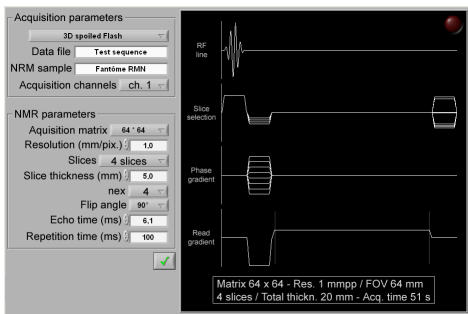 Acquisition parameters
3D spoiled Flash
Data file Test sequence
NRM sample Fantôme RMN
Acquisition channels ch. 1
NMR parameters
Aquisition matrix 64 * 64
Resolution (mm/pix.) 1,0
Slices 4 slices
Slice thickness (mm) 5,0
nex 4
Flip angle 90°
Echo time (ms) 6,1
Repetition time (ms) 100
RF
line
Slice
selection
Phase
gradient
Read
gradient
Matrix 64 x 64 - Res. 1 mmpp / FOV 64 mm
4 slices / Total thickn. 20 mm - Acq. time 51 s